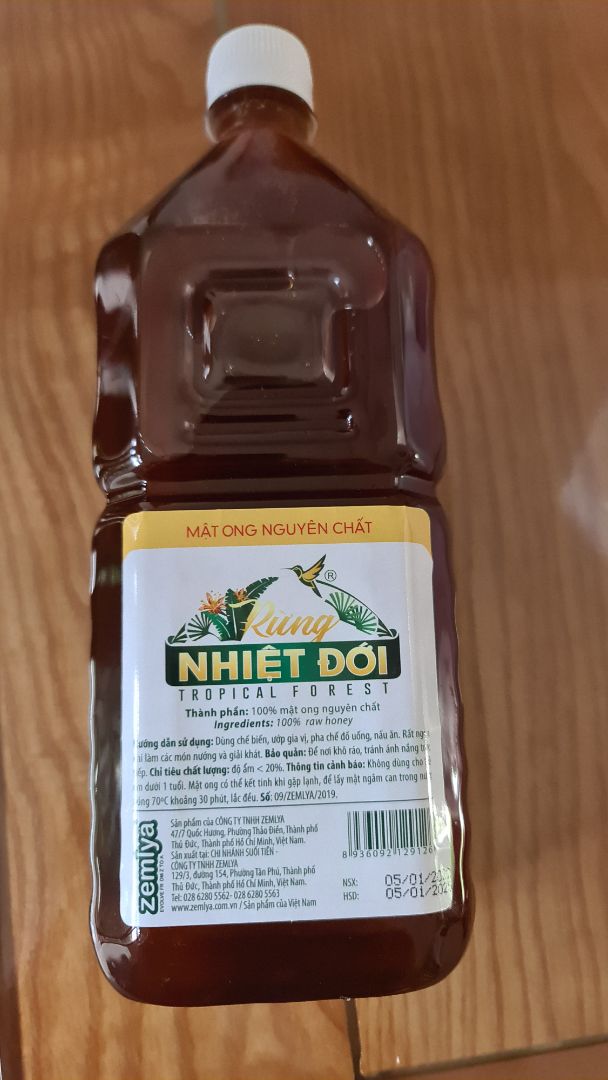 MẬT ONG NGUYÊN CHẤT
®
Rừng
NHIỆT ĐỚI
TROPICAL FOREST
Thành phần: 100% mật ong nguyên chất
Ingredients: 100% raw honey
dẫn sử dụng: Dùng chế biến, ướp gia vị, pha chế đồ uống, nấu ăn. Rất
làm các món nướng và giải khát. Bảo quản: Để nơi khô ráo, tránh ánh nắng
Chỉ tiêu chất lượng: độ ẩm < 20%. Thông tin cảnh báo: Không dùng cho
dưới 1 tuổi. Mật ong có thể kết tinh khi gặp lạnh, để lấy mật ngâm can trong
70ºC khoảng 30 phút, lắc đều. Số: 09/ZEMLYA/2019.
zemlya
Sản phẩm của CÔNG TY TNHH ZEMLYA
47/7 Quốc Hương, Phường Thảo Điền, Thành phố
Thủ Đức, Thành phố Hồ Chí Minh, Việt Nam.
Sản xuất tại: CHI NHÁNH SUỐI TIÊN -
CÔNG TY TNHH ZEMLYA
129/3, đường 154, Phường Tân Phú, Thành phố
Thủ Đức, Thành phố Hồ Chí Minh, Việt Nam.
Tel: 028 6280 5562- 028 6280 5563
www.zemlya.com.vn / Sản phẩm của Việt Nam
8 936092 129126
NSX: 05/01/
HSD: 05/01/